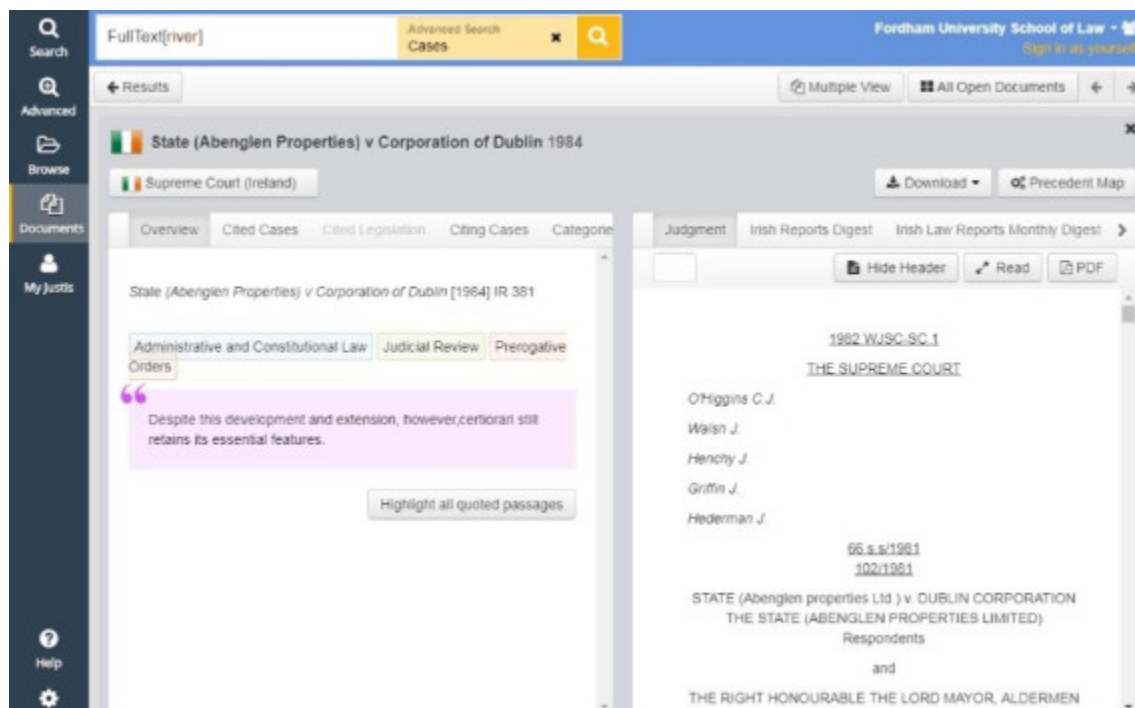 Search
FullText[river]
Advanced Search
Cases
Fordham University School of Law
Sign in as yourself
Advanced
Results
Multiple View
All Open Documents
Browse
State (Abenglen Properties) v Corporation of Dublin 1984
Supreme Court (Ireland)
Download
Precedent Map
Documents
Overview
Cited Cases
Cited Legislation
Citing Cases
Categorie
Judgment
Irish Reports Digest
Irish Law Reports Monthly Digest
My Justis
Hide Header
Read
PDF
State (Abenglen Properties) v Corporation of Dublin [1984] IR 381
Administrative and Constitutional Law
Judicial Review
Prerogative
Orders
Despite this development and extension, however,certiorari still
retains its essential features.
Highlight all quoted passages
1982 WJSC-SC 1
THE SUPREME COURT
O'Higgins C.J.
Walsh J.
Henchy J.
Griffin J.
Hederman J.
66 s.s/1981
102/1981
STATE (Abenglen properties Ltd ) v. DUBLIN CORPORATION
THE STATE (ABENGLEN PROPERTIES LIMITED)
Respondents
and
THE RIGHT HONOURABLE THE LORD MAYOR, ALDERMEN
Help